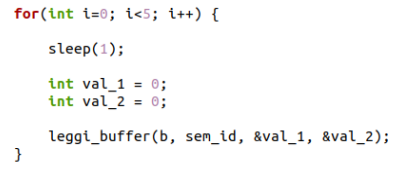 for(int i=0; i<5; i++) {
sleep(1);
int val_1 = 0;
int val_2 = 0;
leggi_buffer(b, sem_id, &val_1, &val_2);
}